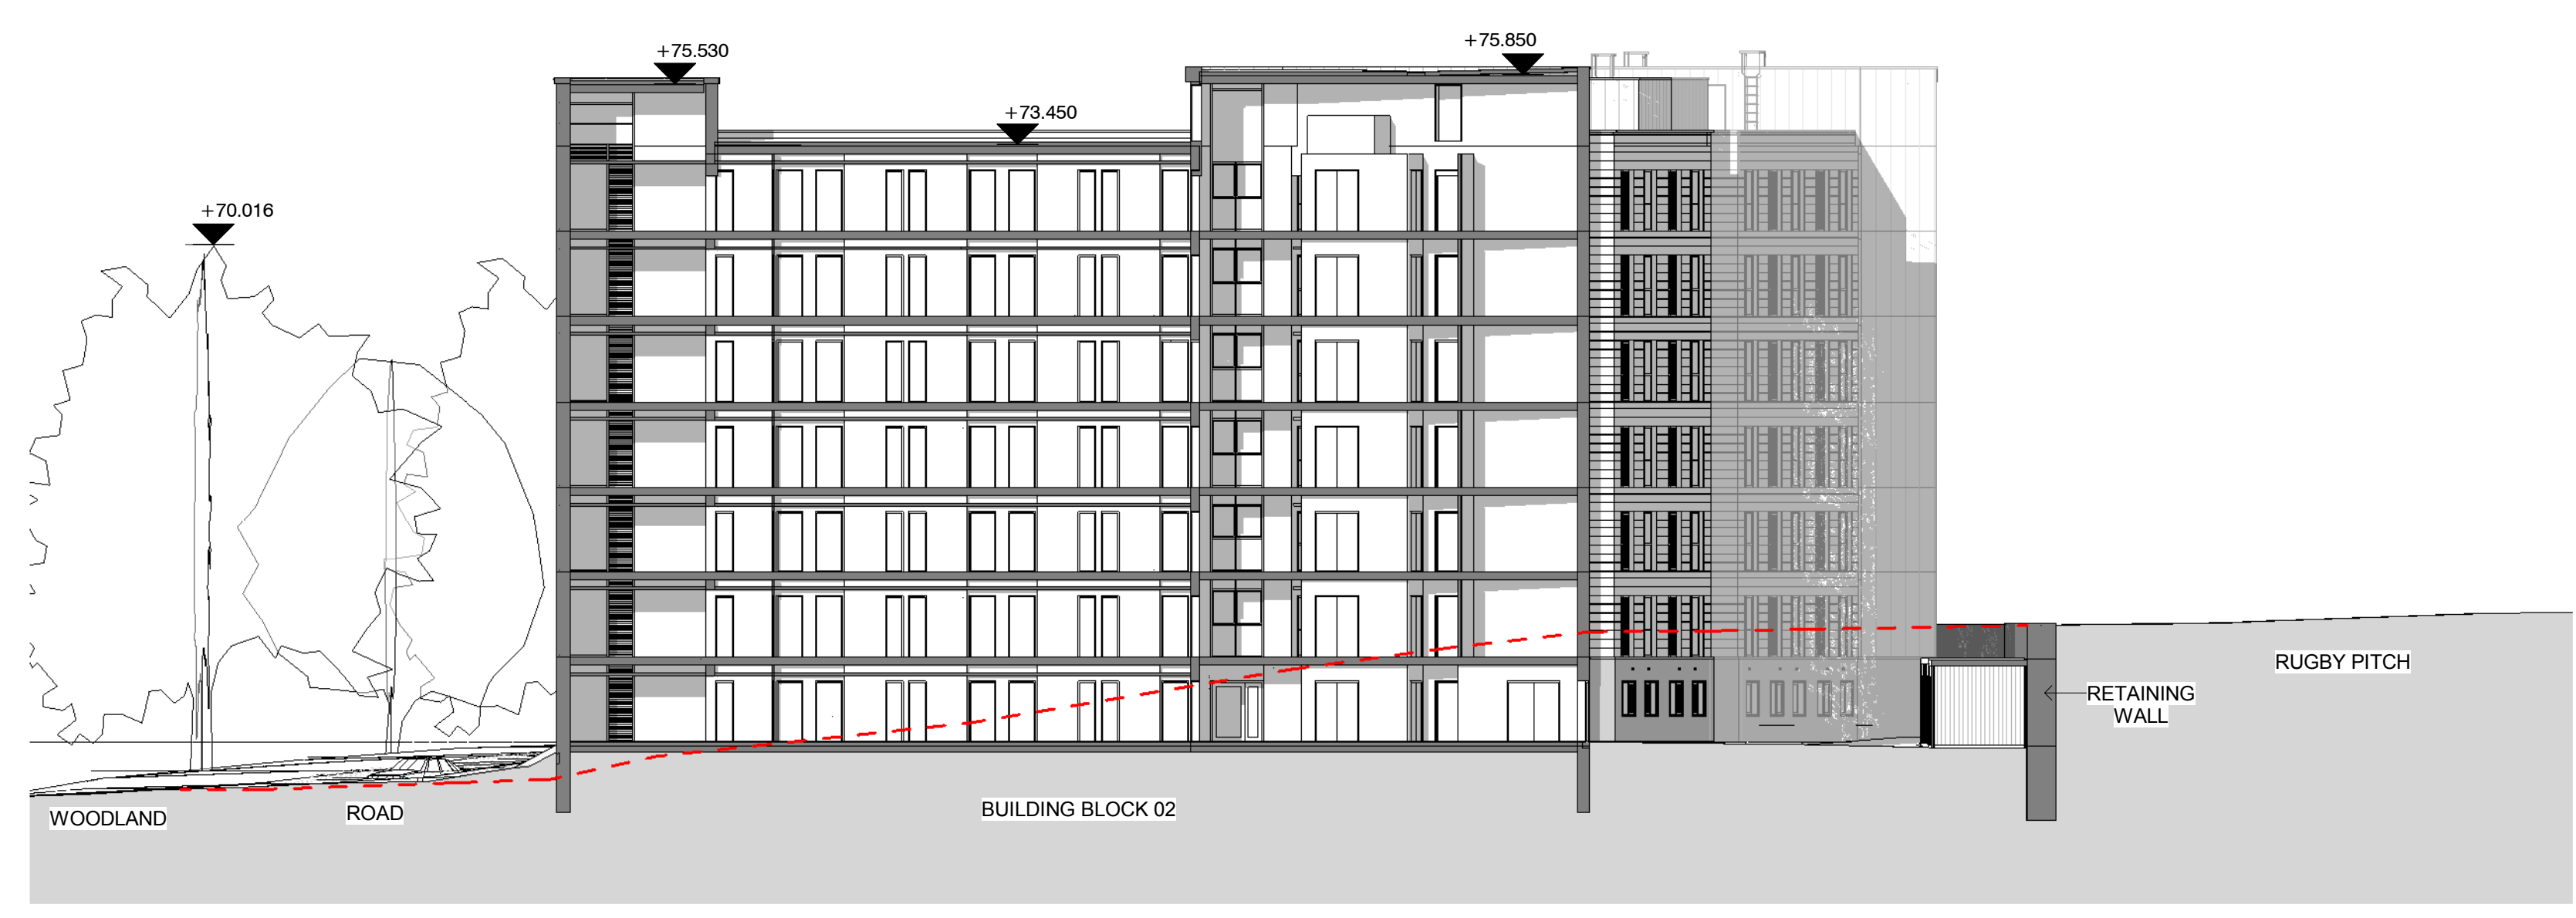 +75.530
+75.850
+73.450
+70.016
RUGBY PITCH
RETAINING
WALL
WOODLAND
ROAD
BUILDING BLOCK 02